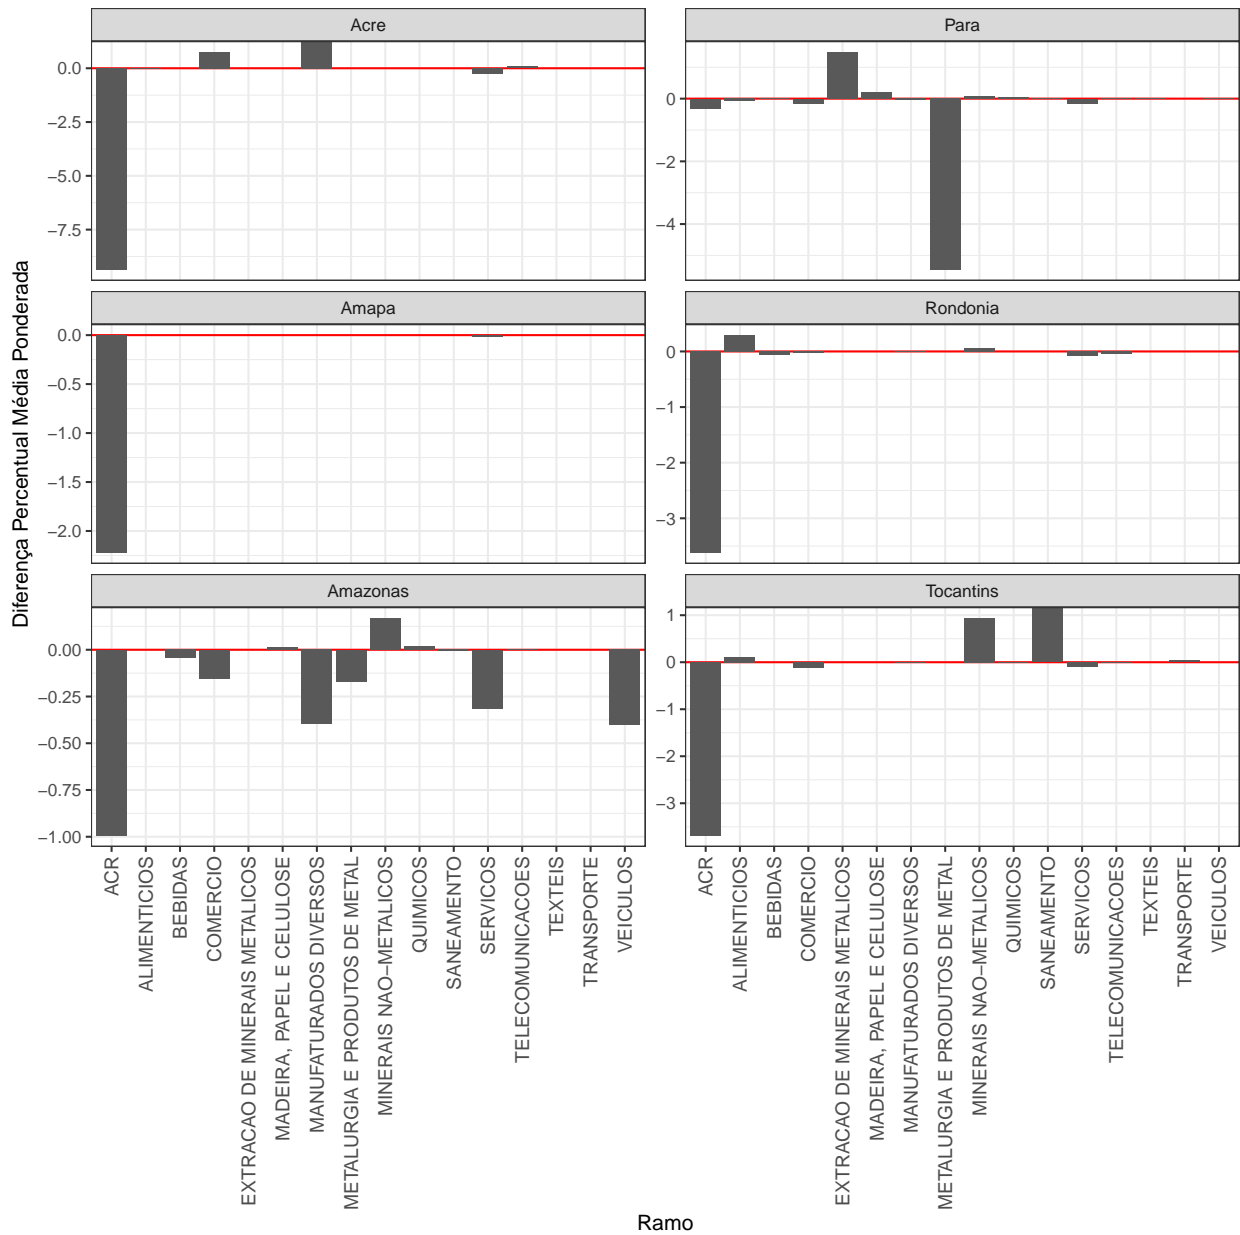 Acre
0.0
−2.5
−5.0
−7.5
Para
0
−2
−4
Amapa
0.0
−0.5
−1.0
−1.5
−2.0
Rondonia
0
−1
−2
−3
Amazonas
0.00
−0.25
−0.50
−0.75
−1.00
Tocantins
1
0
−1
−2
−3
Diferença Percentual Média Ponderada
ACR
ALIMENTICIOS
BEBIDAS
COMERCIO
EXTRACAO DE MINERAIS METALICOS
MADEIRA, PAPEL E CELULOSE
MANUFATURADOS DIVERSOS
METALURGIA E PRODUTOS DE METAL
MINERAIS NAO−METALICOS
QUIMICOS
SANEAMENTO
SERVICOS
TELECOMUNICACOES
TEXTEIS
TRANSPORTE
VEICULOS
ACR
ALIMENTICIOS
BEBIDAS
COMERCIO
EXTRACAO DE MINERAIS METALICOS
MADEIRA, PAPEL E CELULOSE
MANUFATURADOS DIVERSOS
METALURGIA E PRODUTOS DE METAL
MINERAIS NAO−METALICOS
QUIMICOS
SANEAMENTO
SERVICOS
TELECOMUNICACOES
TEXTEIS
TRANSPORTE
VEICULOS
Ramo